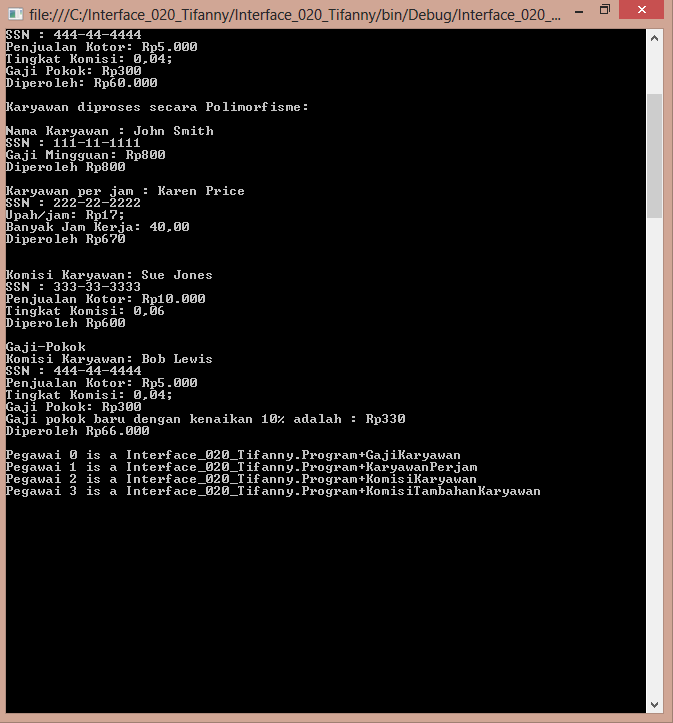 file:///C:/Interface_020_Tifanny/Interface_020_Tifanny/bin/Debug/Interface_020_...
SSN : 444-44-4444
Penjualan Kotor: Rp5.000
Tingkat Komisi: 0,04;
Gaji Pokok: Rp300
Diperoleh: Rp60.000
Karyawan diproses secara Polimorfisme:
Nama Karyawan : John Smith
SSN : 111-11-1111
Gaji Mingguan: Rp800
Diperoleh Rp800
Karyawan per jam : Karen Price
SSN : 222-22-2222
Upah/jam: Rp17;
Banyak Jam Kerja: 40,00
Diperoleh Rp670
Komisi Karyawan: Sue Jones
SSN : 333-33-3333
Penjualan Kotor: Rp10.000
Tingkat Komisi: 0,06
Diperoleh Rp600
Gaji-Pokok
Komisi Karyawan: Bob Lewis
SSN : 444-44-4444
Penjualan Kotor: Rp5.000
Tingkat Komisi: 0,04;
Gaji Pokok: Rp300
Gaji pokok baru dengan kenaikan 10% adalah : Rp330
Diperoleh Rp66.000
Pegawai 0 is a Interface_020_Tifanny.Program+GajiKaryawan
Pegawai 1 is a Interface_020_Tifanny.Program+KaryawanPerjam
Pegawai 2 is a Interface_020_Tifanny.Program+KomisiKaryawan
Pegawai 3 is a Interface_020_Tifanny.Program+KomisiTambahanKaryawan